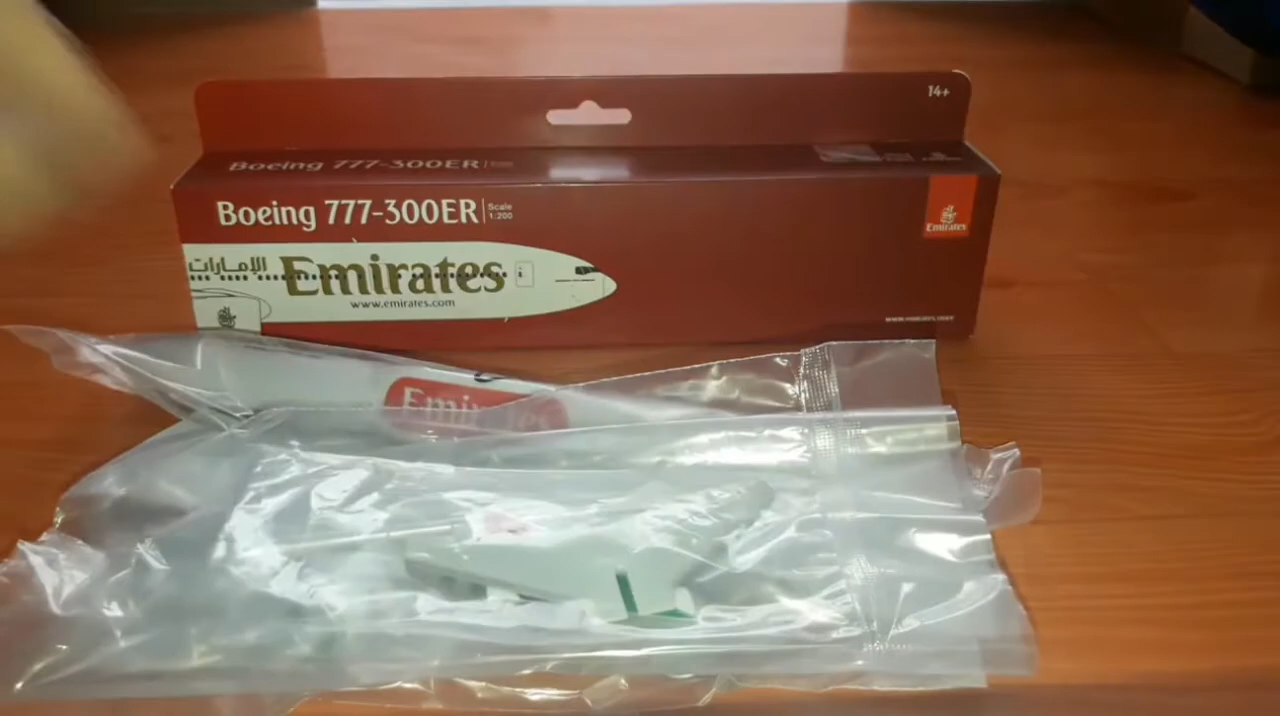 14+
Boeing 777-300ER
Boeing 777-300ER
Scale
1:200
Emirates
الإمارات
Emirates
www.emirates.com
Emirates